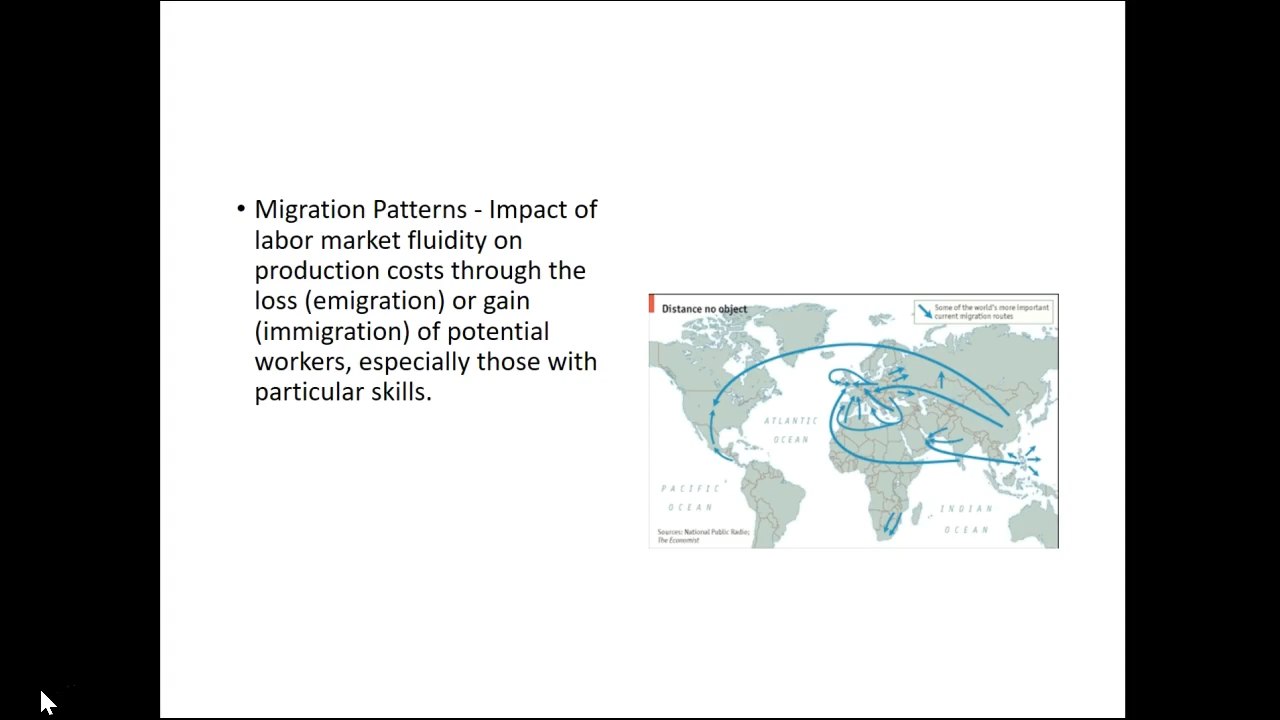 • Migration Patterns - Impact of
labor market fluidity on
production costs through the
loss (emigration) or gain
(immigration) of potential
workers, especially those with
particular skills.
Distance no object
Some of the world's more important
current migration routes
ATLANTIC
OCEAN
PACIFIC
OCEAN
INDIAN
OCEAN
Sources: National Public Radio;
The Economist